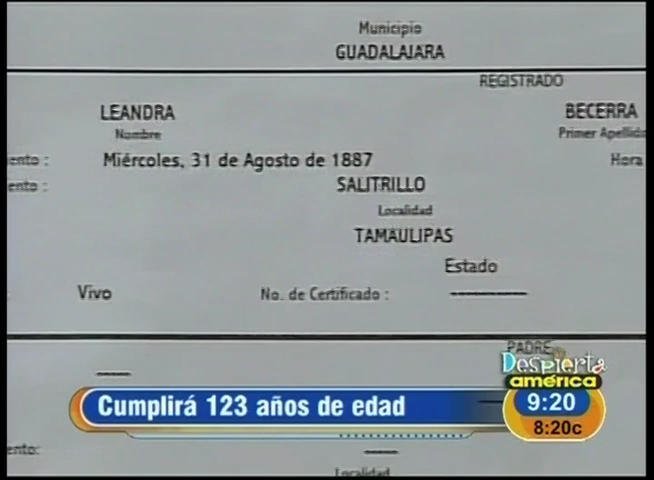 Municipio
GUADALAJARA
REGISTRADO
LEANDRA
BECERRA
Nombre
Primer Apellido
ento :
Miércoles, 31 de Agosto de 1887
Hora
ento :
SALITRILLO
Localidad
TAMAULIPAS
Estado
Vivo
No. de Certificado : ----------
PADRE
Despierta
américa
Cumplirá 123 años de edad
9:20
8:20c
ento:
Localidad